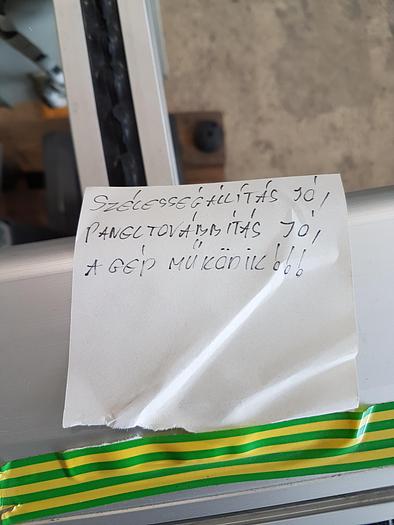 SZÉLESSÉGÁLLÍTÁS JÓ,
PANELTOVÁBBÍTÁS JÓ,
A GÉP MŰKÖDIK!!!